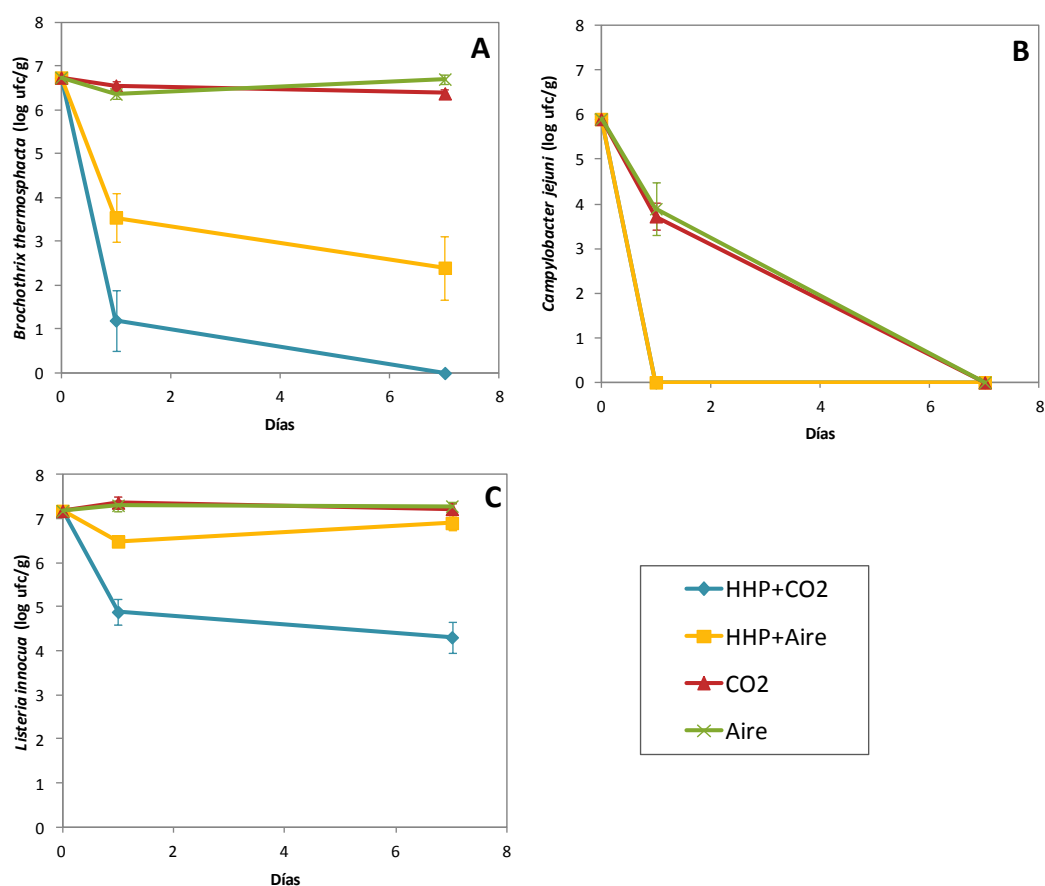 A
Brochothrix thermosphacta (log ufc/g)
8
7
6
5
4
3
2
1
0
0 2 4 6 8
Días
B
Campylobacter jejuni (log ufc/g)
8
7
6
5
4
3
2
1
0
0 2 4 6 8
Días
C
Listeria innocua (log ufc/g)
8
7
6
5
4
3
2
1
0
0 2 4 6 8
Días
HHP+CO2
HHP+Aire
CO2
Aire